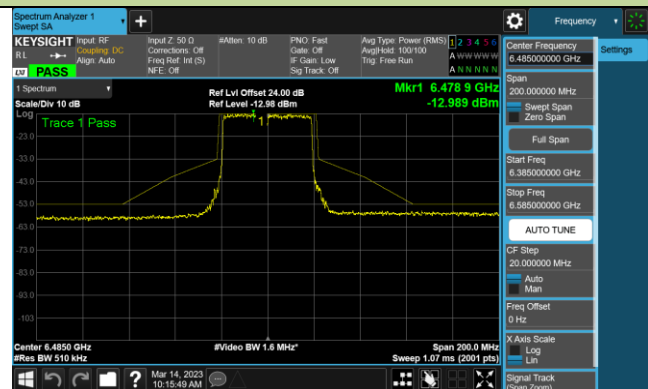 Spectrum Analyzer 1
Swept SA
Frequency
KEYSIGHT
RL
LXI
PASS
Input: RF
Coupling: DC
Align: Auto
Input Z: 50 Ω
Corrections: Off
Freq Ref: Int (S)
NFE: Off
#Atten: 10 dB
PNO: Fast
Gate: Off
IF Gain: Low
Sig Track: Off
Avg Type: Power (RMS)
Avg|Hold: 100/100
Trig: Free Run
1 2 3 4 5 6
A W W W W W
A N N N N N
1 Spectrum
Scale/Div 10 dB
Ref Lvl Offset 24.00 dB
Ref Level -12.98 dBm
Mkr1 6.478 9 GHz
-12.989 dBm
Log
Trace 1 Pass
1
-23.0
-33.0
-43.0
-53.0
-63.0
-73.0
-83.0
-93.0
-103
Center 6.4850 GHz
#Res BW 510 kHz
#Video BW 1.6 MHz*
Span 200.0 MHz
Sweep 1.07 ms (2001 pts)
Mar 14, 2023
10:15:49 AM
Center Frequency
6.485000000 GHz
Settings
Span
200.000000 MHz
Swept Span
Zero Span
Full Span
Start Freq
6.385000000 GHz
Stop Freq
6.585000000 GHz
AUTO TUNE
CF Step
20.000000 MHz
Auto
Man
Freq Offset
0 Hz
X Axis Scale
Log
Lin
Signal Track
(Span Zoom)